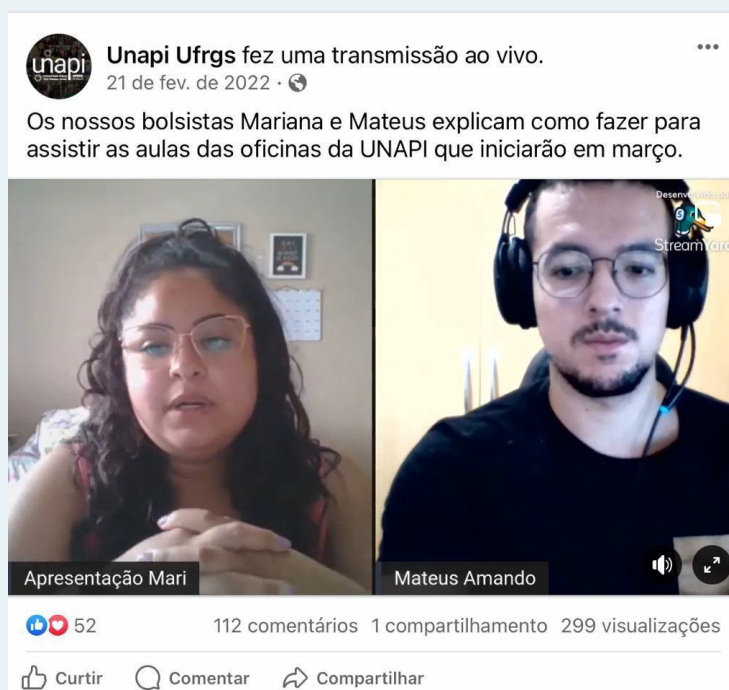 unapi
Unapi Ufrgs fez uma transmissão ao vivo.
21 de fev. de 2022 ·
Os nossos bolsistas Mariana e Mateus explicam como fazer para
assistir as aulas das oficinas da UNAPI que iniciarão em março.
StreamYard
Apresentação Mari
Mateus Amando
52
112 comentários 1 compartilhamento 299 visualizações
Curtir Comentar Compartilhar